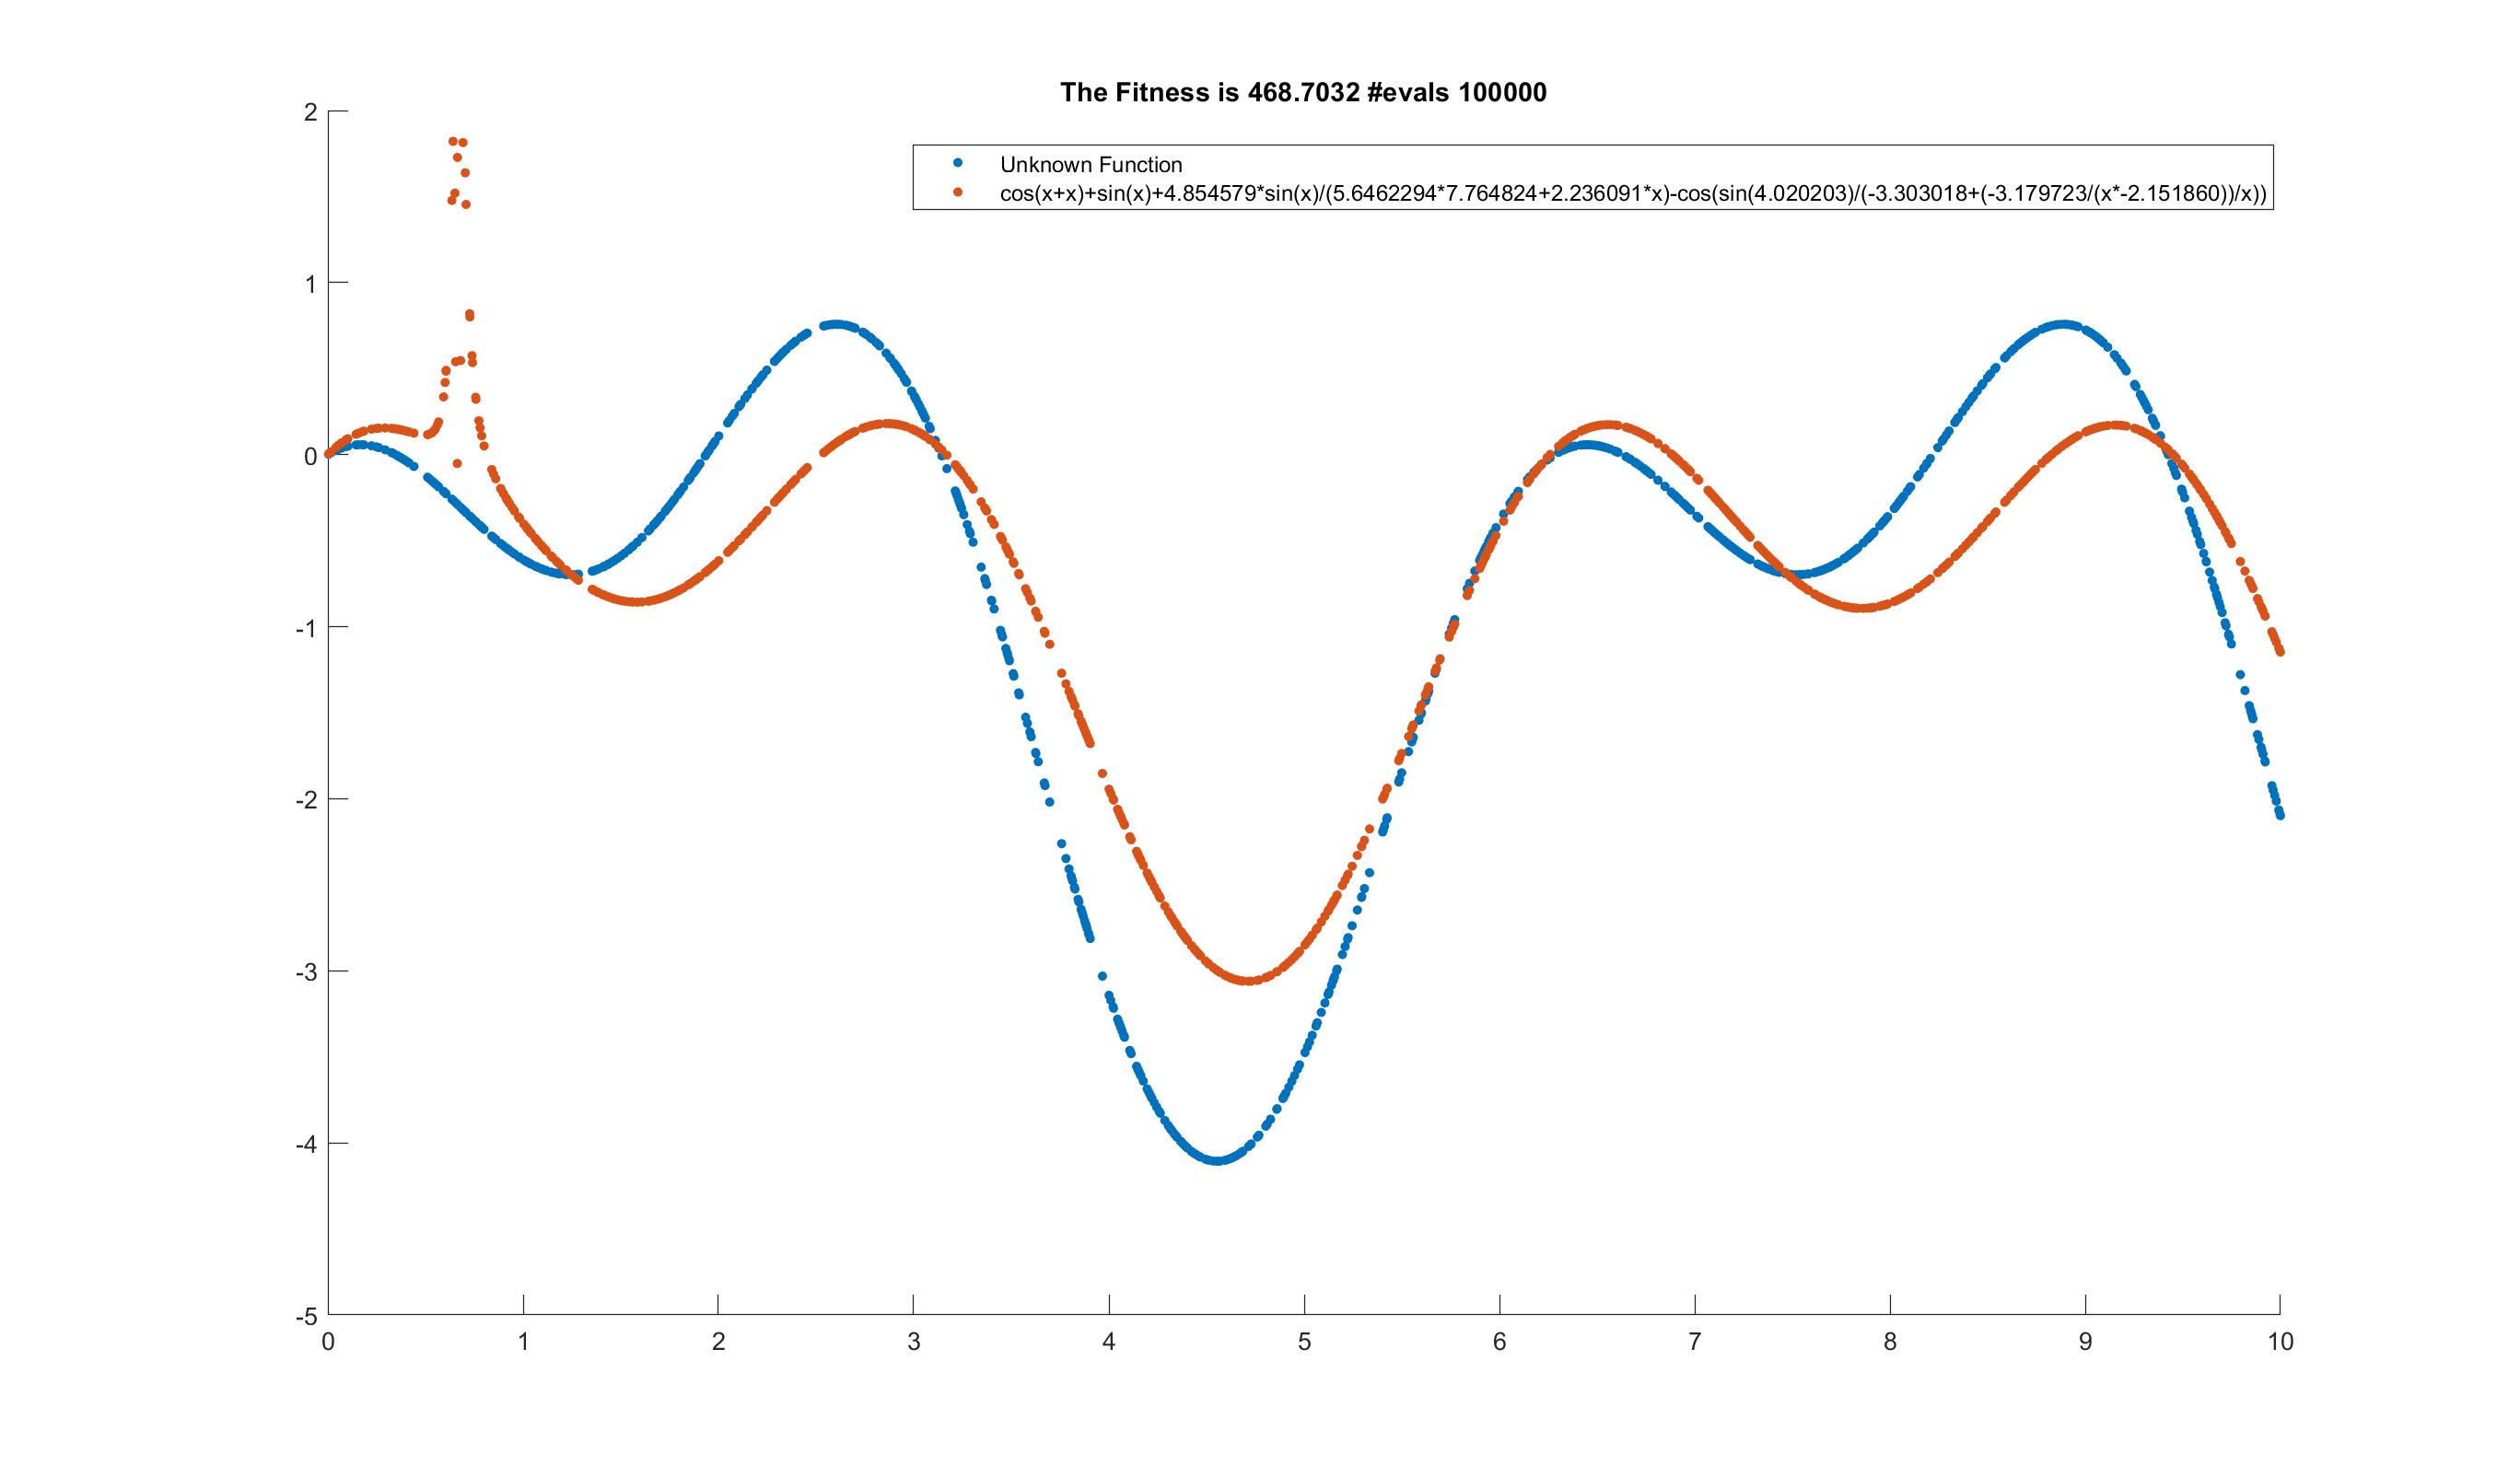 The Fitness is 468.7032 #evals 100000
Unknown Function
cos(x+x)+sin(x)+4.854579*sin(x)/(5.6462294*7.764824+2.236091*x)-cos(sin(4.020203)/(-3.303018+(-3.179723/(x*-2.151860))/x))
2
1
0
-1
-2
-3
-4
-5
0 1 2 3 4 5 6 7 8 9 10